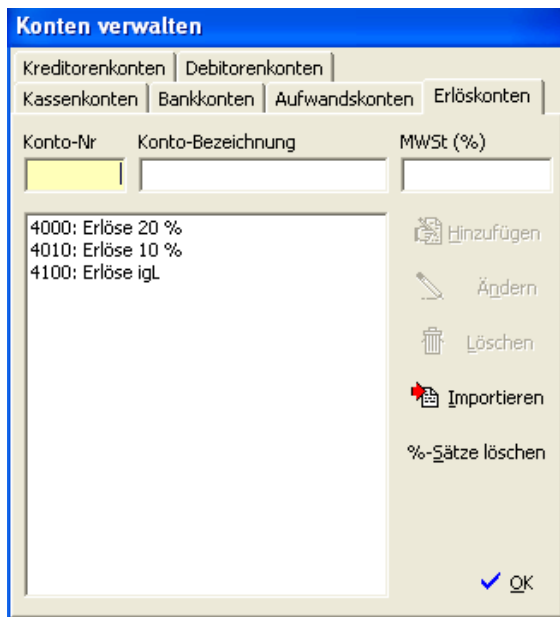 Konten verwalten
Kreditorenkonten Debitorenkonten
Kassenkonten Bankkonten Aufwandskonten Erlöskonten
Konto-Nr Konto-Bezeichnung MWSt (%)
4000: Erlöse 20 %
4010: Erlöse 10 %
4100: Erlöse igL
Hinzufügen
Ändern
Löschen
Importieren
%-Sätze löschen
OK